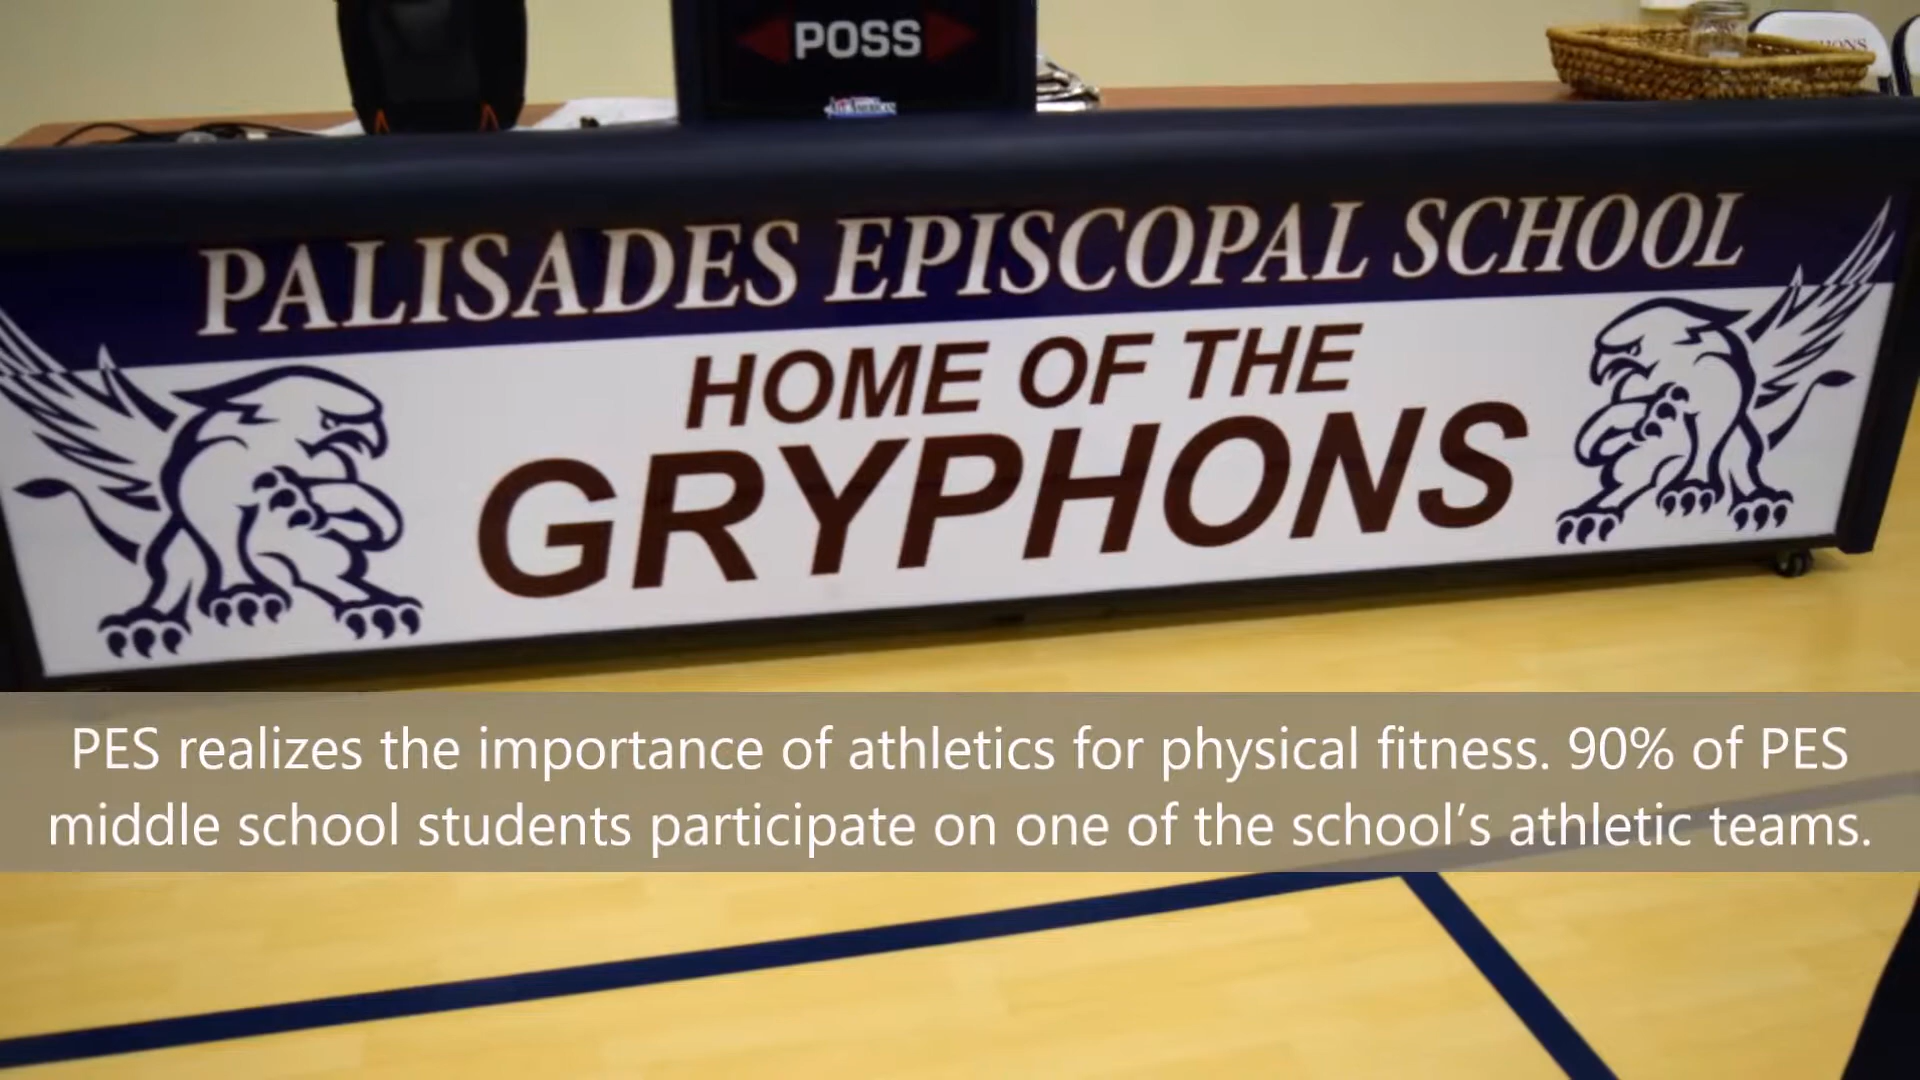 POSS
PALISADES EPISCOPAL SCHOOL
HOME OF THE
GRYPHONS
PES realizes the importance of athletics for physical fitness. 90% of PES
middle school students participate on one of the school’s athletic teams.